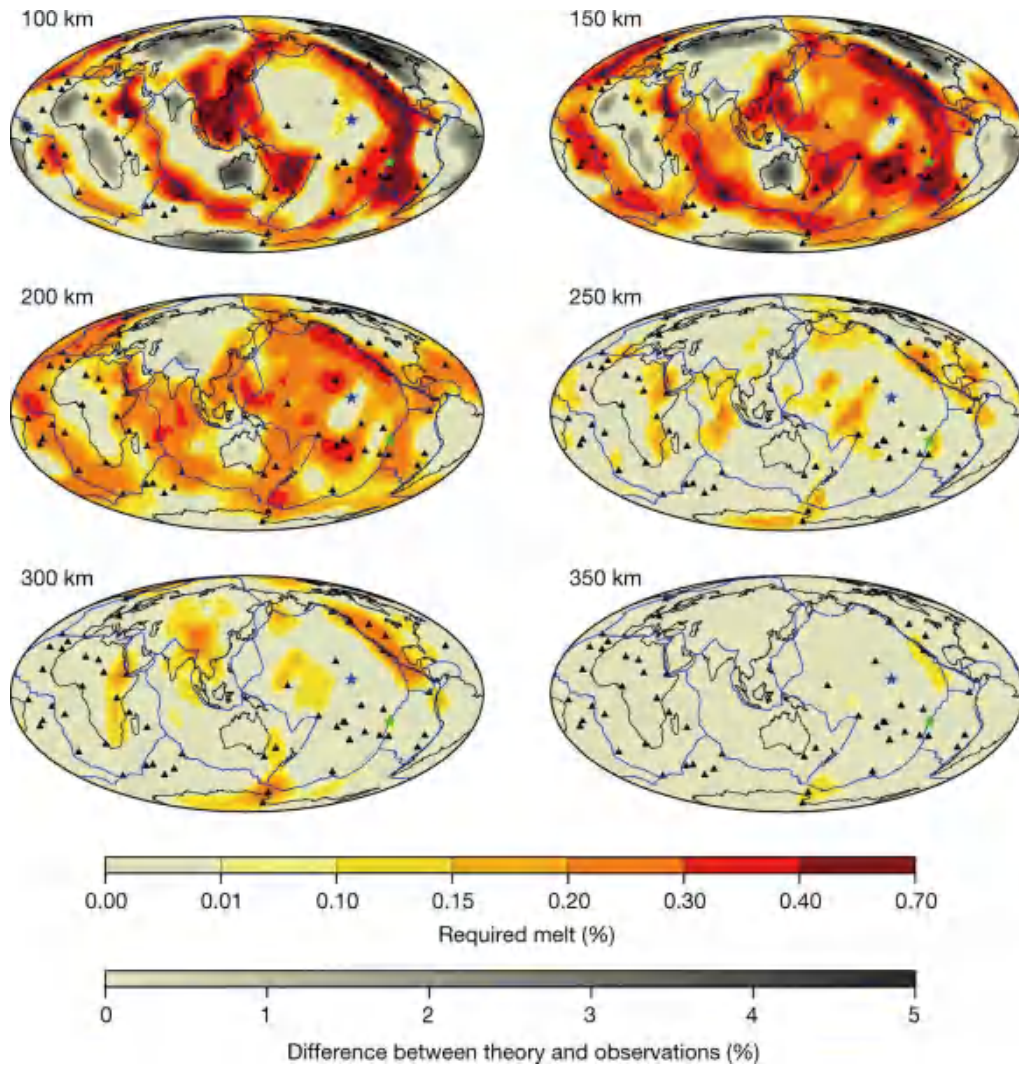 100 km
150 km
200 km
250 km
300 km
350 km
0.00 0.01 0.10 0.15 0.20 0.30 0.40 0.70
Required melt (%)
0 1 2 3 4 5
Difference between theory and observations (%)